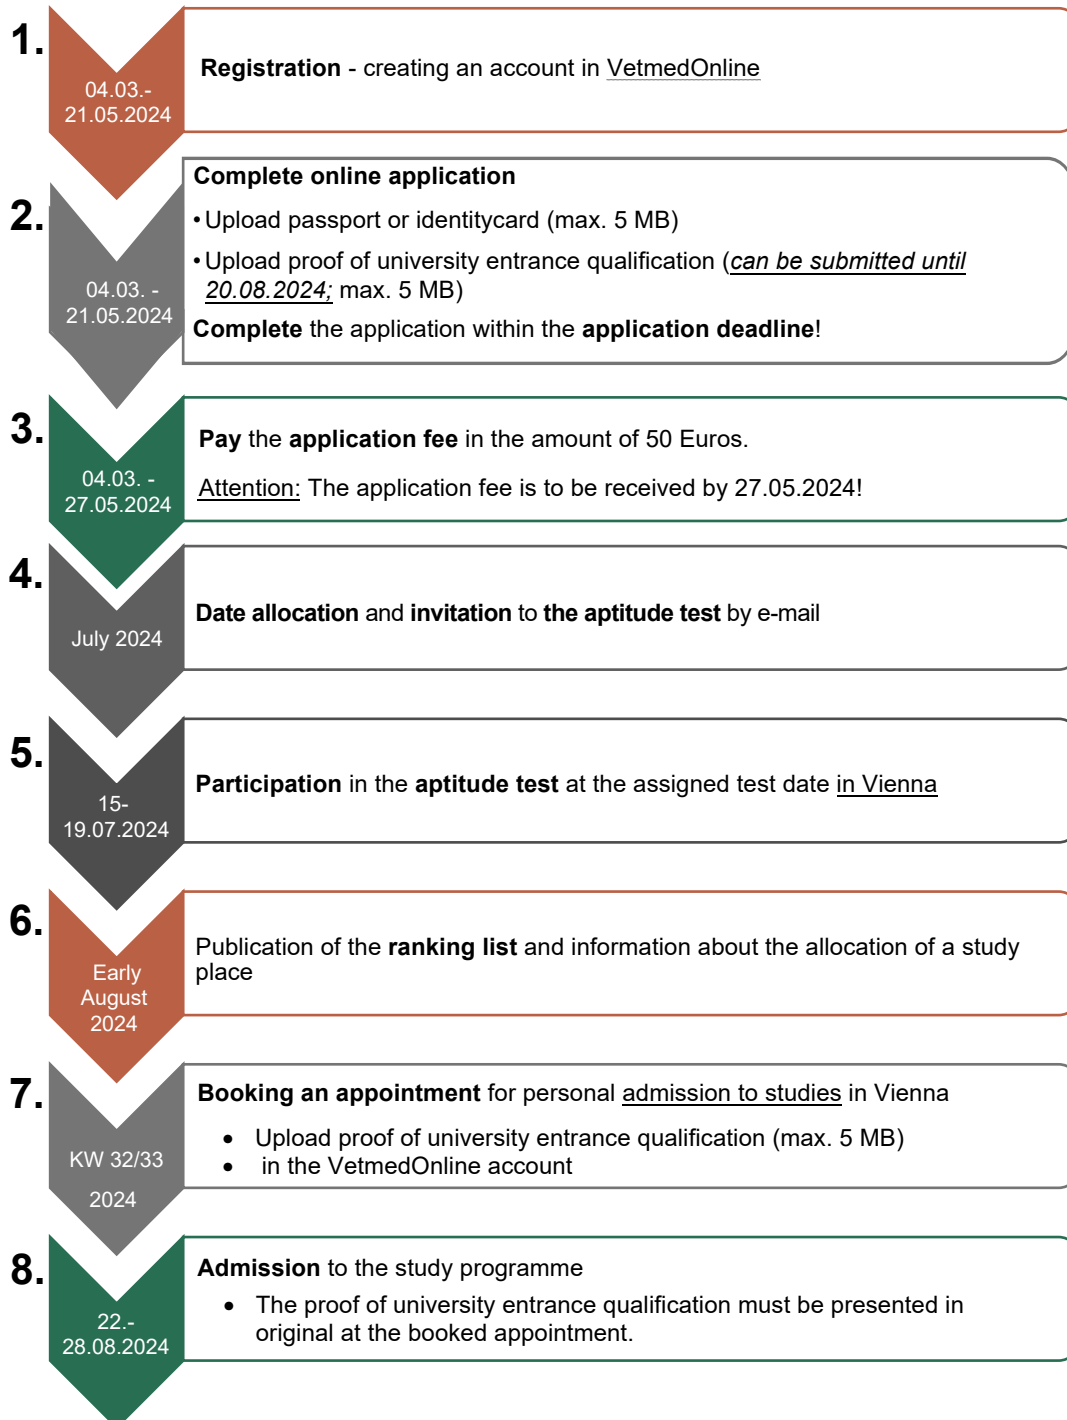 1.
04.03.-
21.05.2024
Registration - creating an account in VetmedOnline
2.
04.03. -
21.05.2024
Complete online application
• Upload passport or identitycard (max. 5 MB)
• Upload proof of university entrance qualification (can be submitted until
20.08.2024; max. 5 MB)
Complete the application within the application deadline!
3.
04.03. -
27.05.2024
Pay the application fee in the amount of 50 Euros.
Attention: The application fee is to be received by 27.05.2024!
4.
July 2024
Date allocation and invitation to the aptitude test by e-mail
5.
15-
19.07.2024
Participation in the aptitude test at the assigned test date in Vienna
6.
Early
August
2024
Publication of the ranking list and information about the allocation of a study
place
7.
KW 32/33
2024
Booking an appointment for personal admission to studies in Vienna
• Upload proof of university entrance qualification (max. 5 MB)
• in the VetmedOnline account
8.
22.-
28.08.2024
Admission to the study programme
• The proof of university entrance qualification must be presented in
original at the booked appointment.